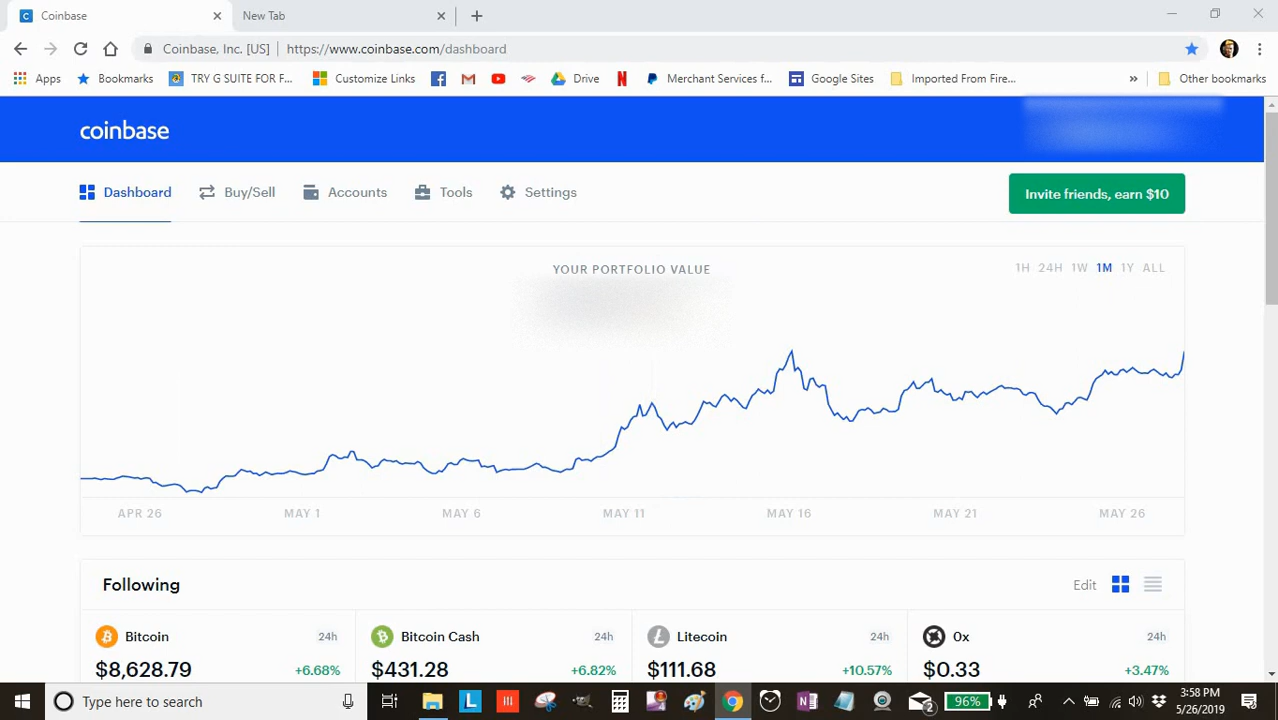 Coinbase
New Tab
Coinbase, Inc. [US]
https://www.coinbase.com/dashboard
Apps
Bookmarks
TRY G SUITE FOR F...
Customize Links
Drive
Merchant Services f...
Google Sites
Imported From Fire...
»
Other bookmarks
coinbase
Dashboard
Buy/Sell
Accounts
Tools
Settings
Invite friends, earn $10
YOUR PORTFOLIO VALUE
1H 24H 1W 1M 1Y ALL
APR 26
MAY 1
MAY 6
MAY 11
MAY 16
MAY 21
MAY 26
Following
Edit
Bitcoin
24h
Bitcoin Cash
24h
Litecoin
24h
0x
24h
$8,628.79
+6.68%
$431.28
+6.82%
$111.68
+10.57%
$0.33
+3.47%
Type here to search
2
96%
3:58 PM
5/26/2019